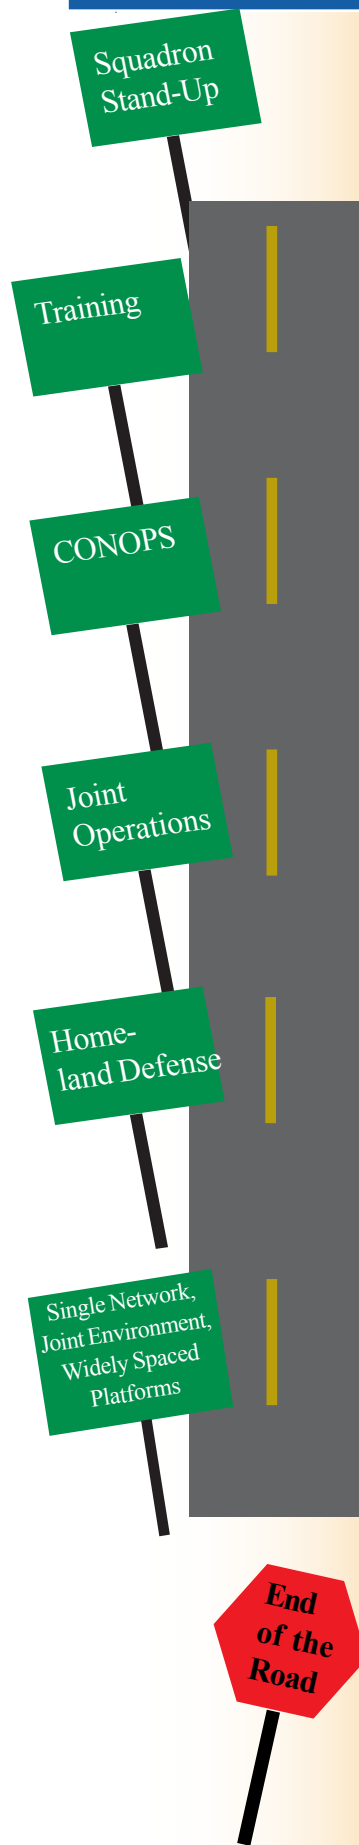 Squadron
Stand-Up
Training
CONOPS
Joint
Operations
Home-
land Defense
Single Network,
Joint Environment,
Widely Spaced
Platforms
End
of the
Road